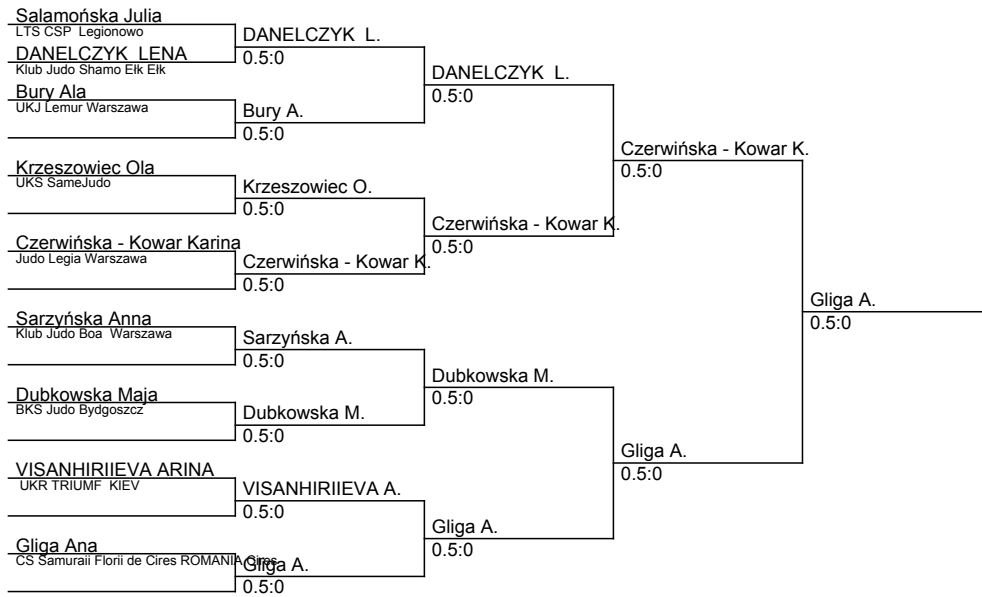 Salamońska Julia
LTS CSP Legionowo
DANELCZYK LENA
Klub Judo Shamo Ełk Ełk
Bury Ala
UKJ Lemur Warszawa
Krzeszowiec Ola
UKS SameJudo
Czerwińska - Kowar Karina
Judo Legia Warszawa
Sarzyńska Anna
Klub Judo Boa Warszawa
Dubkowska Maja
BKS Judo Bydgoszcz
VISANHIRIIEVA ARINA
UKR TRIUMF KIEV
Gliga Ana
CS Samuraii Florii de Cires ROMANIA Cires
DANELCZYK L.
0.5:0
Bury A.
0.5:0
Krzeszowiec O.
0.5:0
Czerwińska - Kowar K.
0.5:0
Sarzyńska A.
0.5:0
Dubkowska M.
0.5:0
VISANHIRIIEVA A.
0.5:0
Gliga A.
0.5:0
DANELCZYK L.
0.5:0
Czerwińska - Kowar K.
0.5:0
Dubkowska M.
0.5:0
Gliga A.
0.5:0
Czerwińska - Kowar K.
0.5:0
Gliga A.
0.5:0
Gliga A.
0.5:0